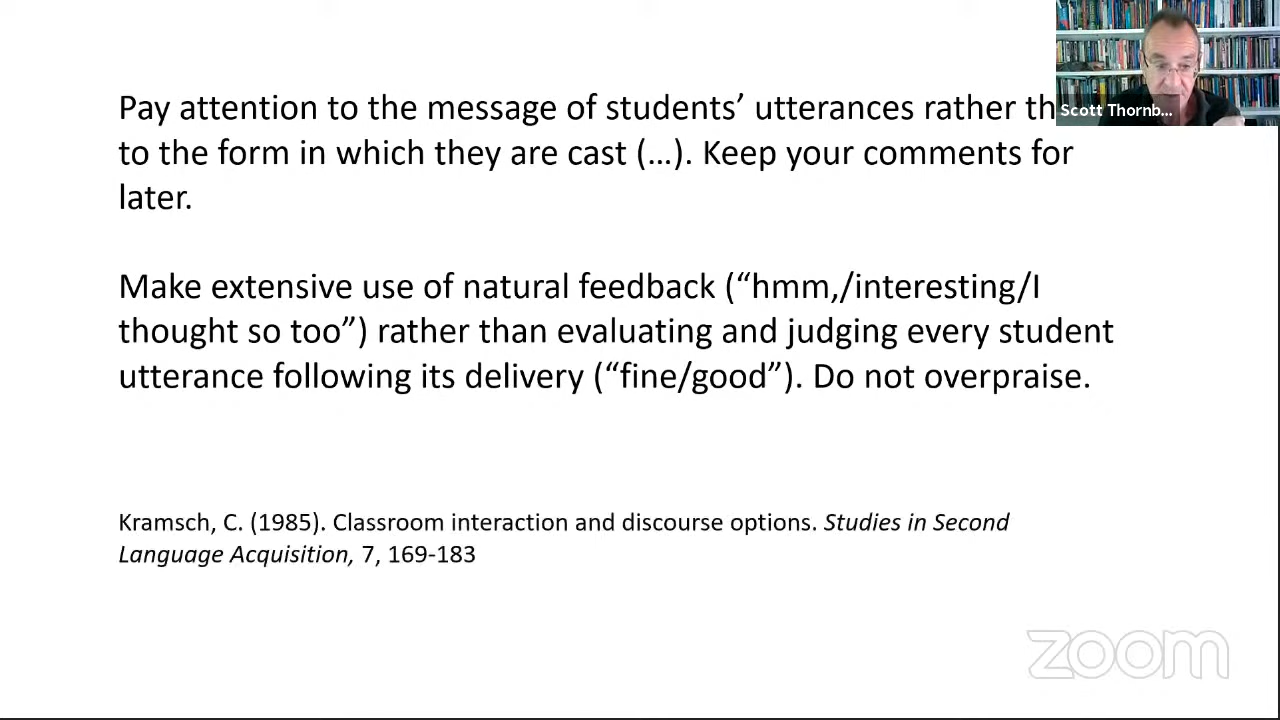 Pay attention to the message of students’ utterances rather th
to the form in which they are cast (…). Keep your comments for
later.
Make extensive use of natural feedback (“hmm,/interesting/I
thought so too”) rather than evaluating and judging every student
utterance following its delivery (“fine/good”). Do not overpraise.
Kramsch, C. (1985). Classroom interaction and discourse options. Studies in Second
Language Acquisition, 7, 169-183
Scott Thornb...
zoom